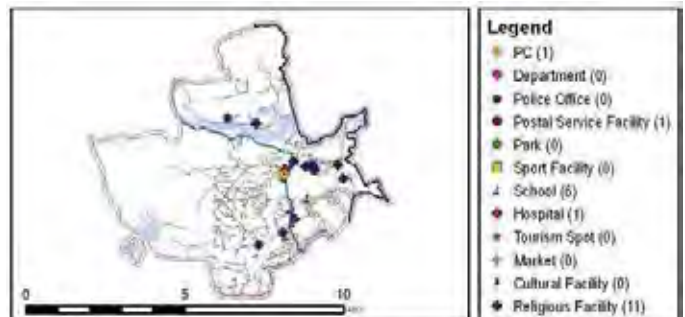 Legend
PC (1)
Department (0)
Police Office (0)
Postal Service Facility (1)
Park (0)
Sport Facility (0)
School (6)
Hospital (1)
Tourism Spot (0)
Market (0)
Cultural Facility (0)
Religious Facility (11)
0 5 10